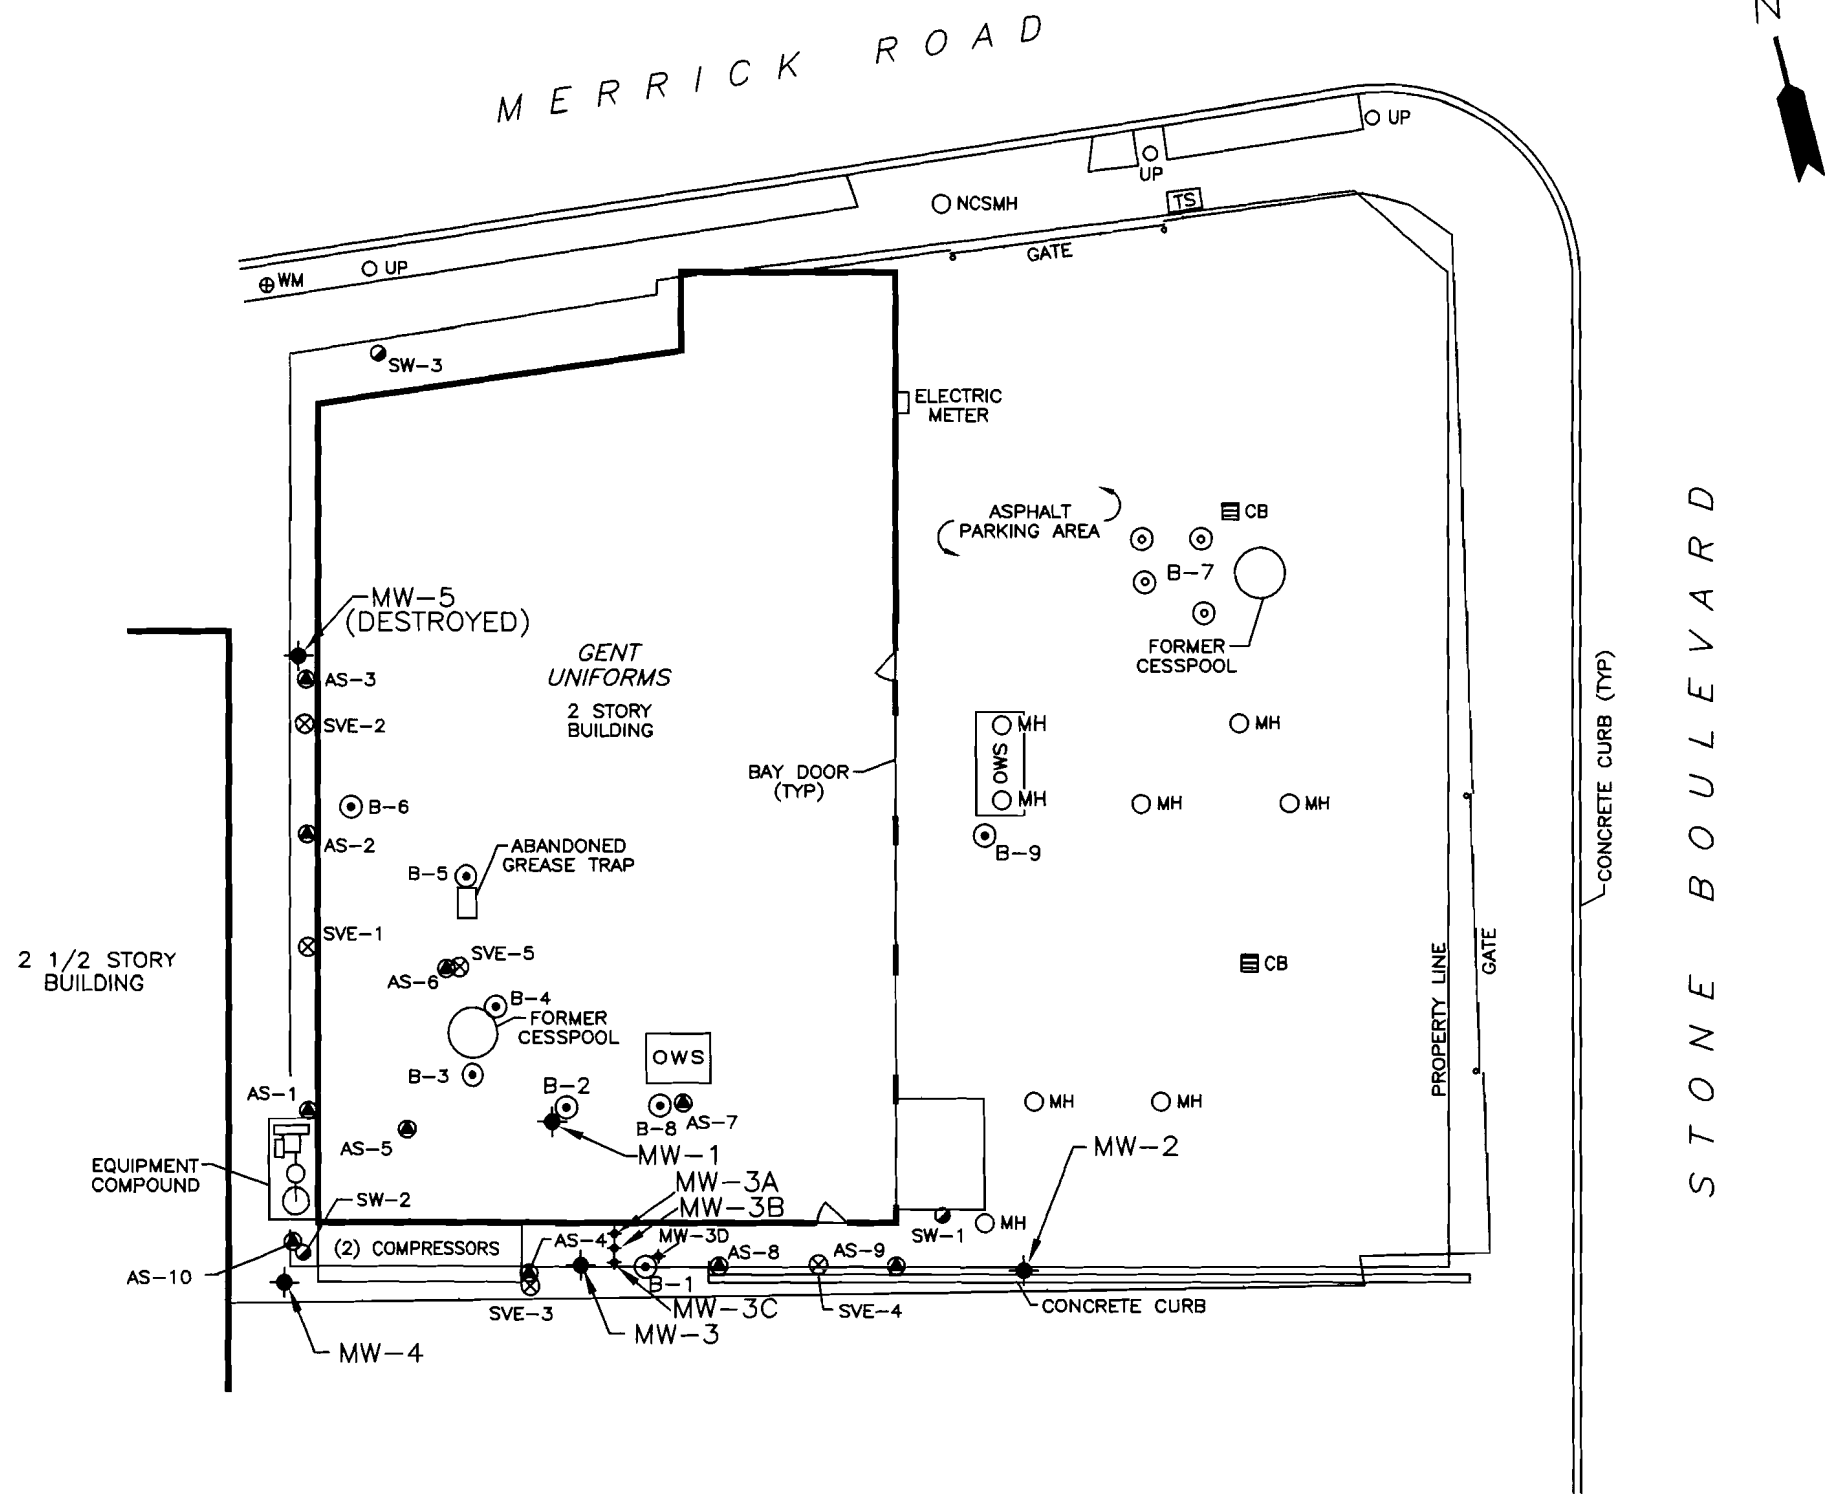 MERRICK ROAD
N
UP
UP
TS
NCSMH
GATE
UP
WM
SW-3
ELECTRIC
METER
ASPHALT
PARKING AREA
CB
B-7
FORMER
CESSPOOL
MW-5
(DESTROYED)
GENT
UNIFORMS
2 STORY
BUILDING
AS-3
SVE-2
MH
OWS
MH
MH
MH
MH
BAY DOOR
(TYP)
B-6
AS-2
B-9
ABANDONED
GREASE TRAP
B-5
CONCRETE CURB (TYP)
STONE BOULEVARD
SVE-1
2 1/2 STORY
BUILDING
SVE-5
AS-6
CB
PROPERTY LINE
GATE
B-4
FORMER
CESSPOOL
OWS
B-3
AS-1
B-2
B-8
AS-7
MH
MH
AS-5
MW-1
MW-2
EQUIPMENT
COMPOUND
SW-2
MW-3A
MW-3B
SW-1
MH
(2) COMPRESSORS
AS-4
MW-3D
AS-8
AS-9
AS-10
B-1
SVE-3
MW-3C
SVE-4
CONCRETE CURB
MW-3
MW-4